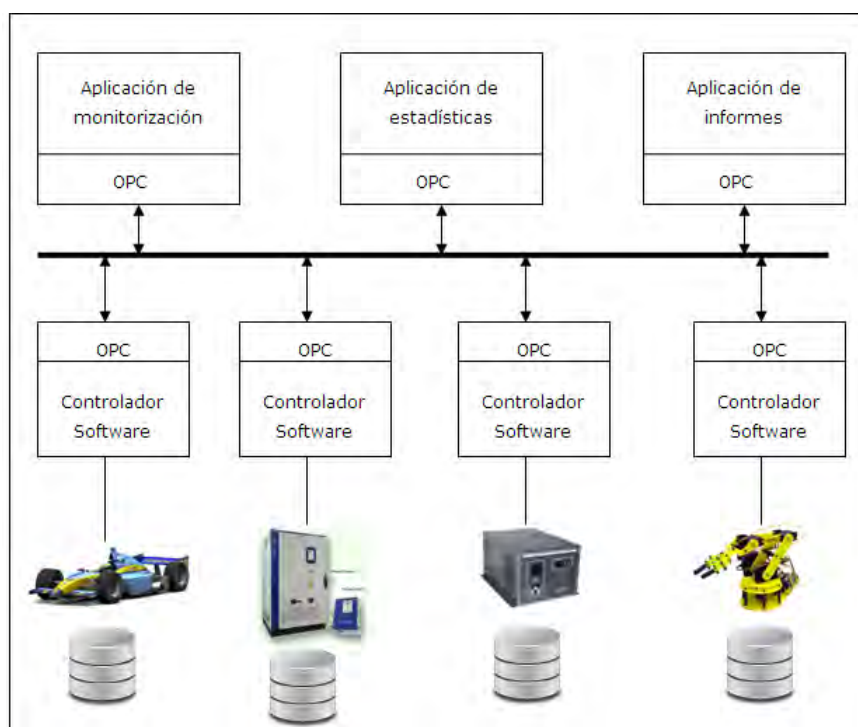 Aplicación de
monitorización
OPC
Aplicación de
estadísticas
OPC
Aplicación de
informes
OPC
OPC
Controlador
Software
OPC
Controlador
Software
OPC
Controlador
Software
OPC
Controlador
Software